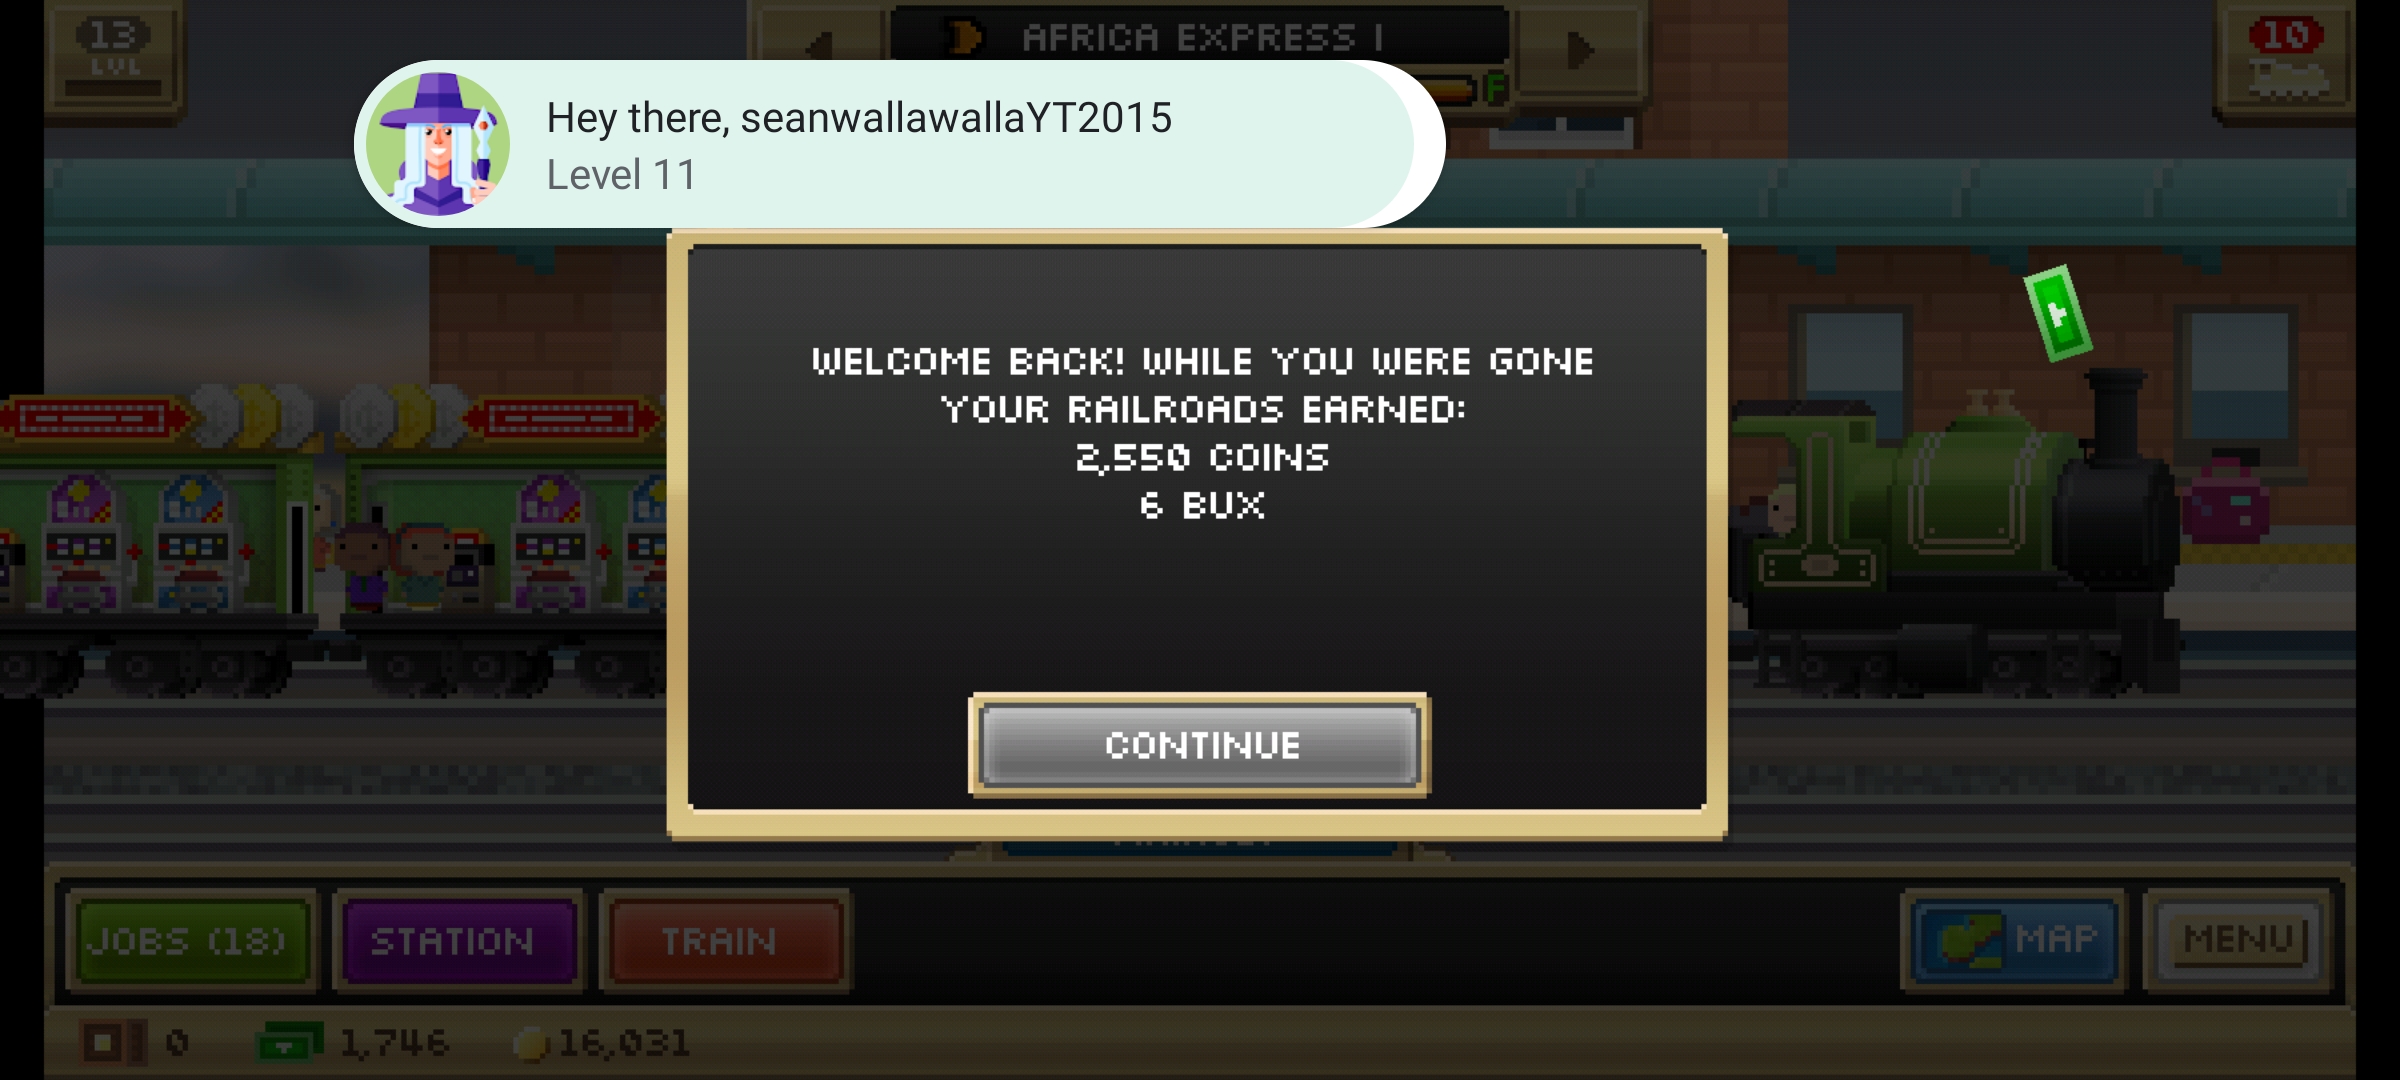 13
LVL
AFRICA EXPRESS I
F
10
Hey there, seanwallawallaYT2015
Level 11
WELCOME BACK! WHILE YOU WERE GONE
YOUR RAILROADS EARNED:
2,550 COINS
6 BUX
CONTINUE
JOBS (18)
STATION
TRAIN
MAP
MENU
0
1,746
16,031